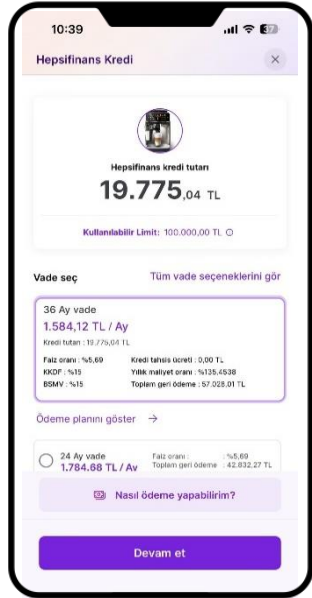 10:39
37
Hepsifinans Kredi
Hepsifinans kredi tutarı
19.775,04 TL
Kullanılabilir Limit: 100.000,00 TL
Vade seç
Tüm vade seçeneklerini gör
36 Ay vade
1.584,12 TL / Ay
Kredi tutarı : 19.775,04 TL
Faiz oranı : %5,69
Kredi tahsis ücreti : 0,00 TL
KKDF : %15
Yıllık maliyet oranı : %135,4538
BSMV : %15
Toplam geri ödeme : 57.028,01 TL
Ödeme planını göster →
24 Ay vade
Faiz oranı : : %5,69
1.784,68 TL / Ay
Toplam geri ödeme : 42.832,27 TL
Nasıl ödeme yapabilirim?
Devam et